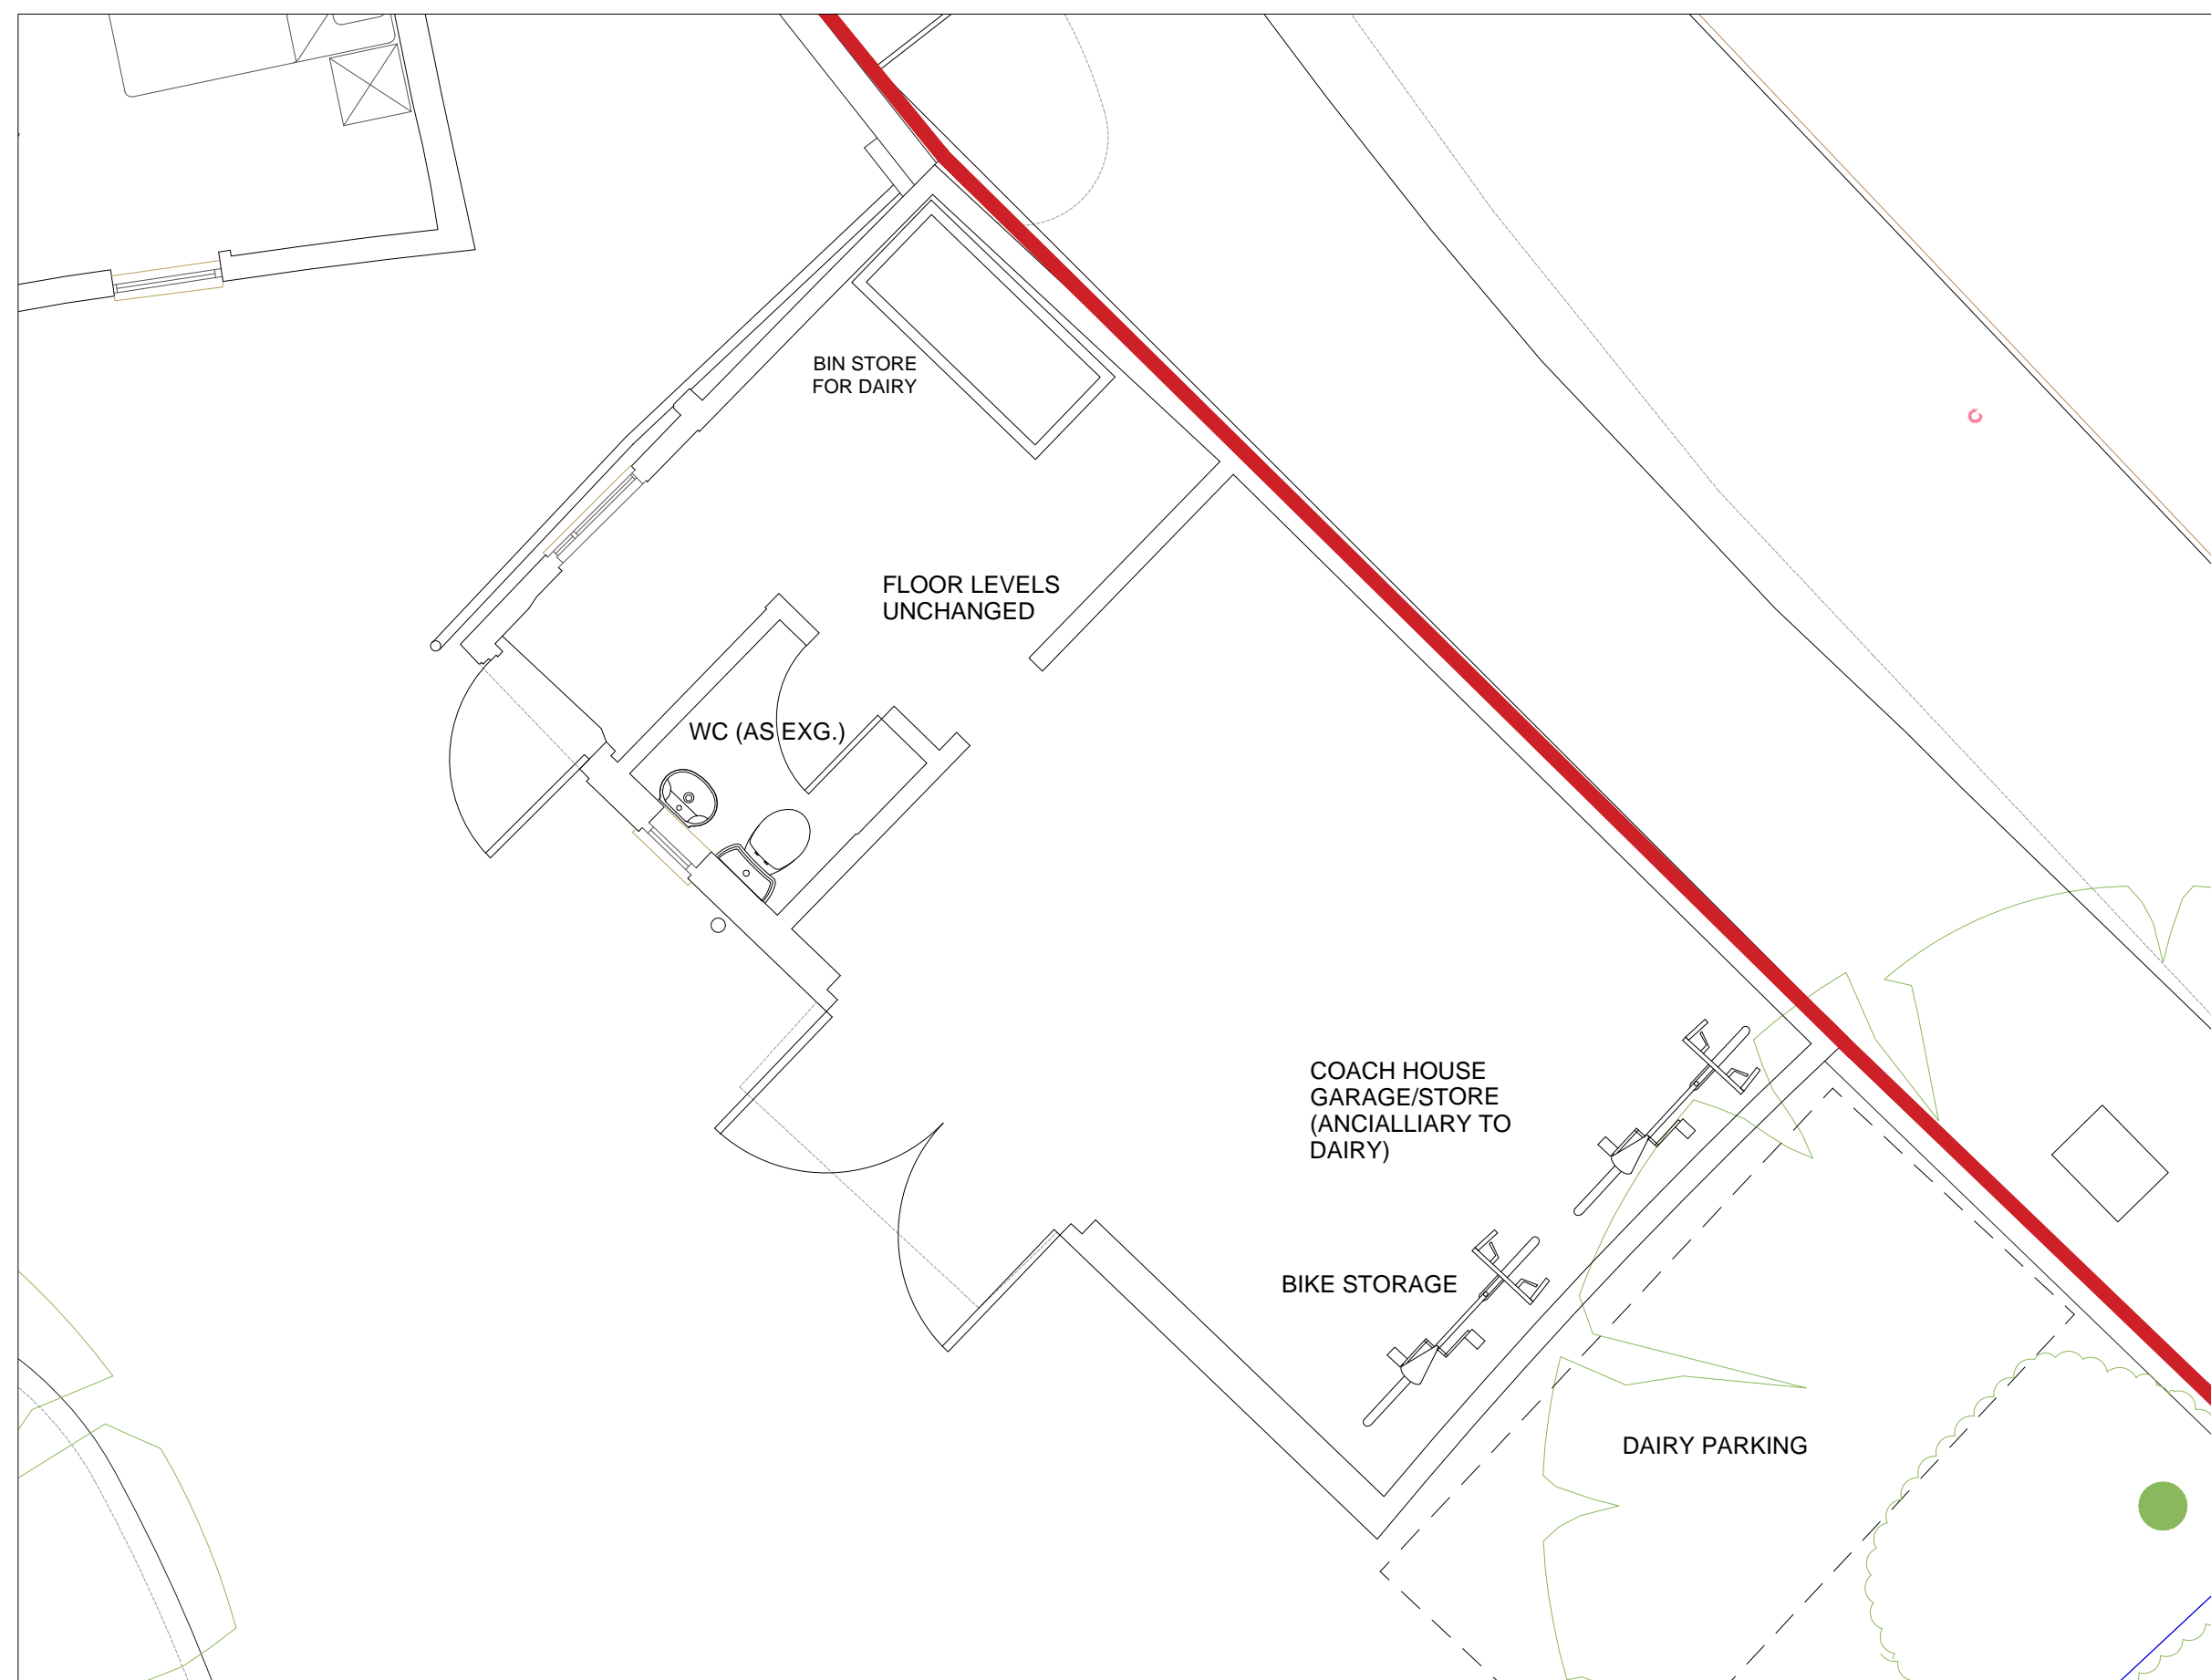 BIN STORE
FOR DAIRY
FLOOR LEVELS
UNCHANGED
WC (AS EXG.)
COACH HOUSE
GARAGE/STORE
(ANCIALLIARY TO
DAIRY)
BIKE STORAGE
DAIRY PARKING